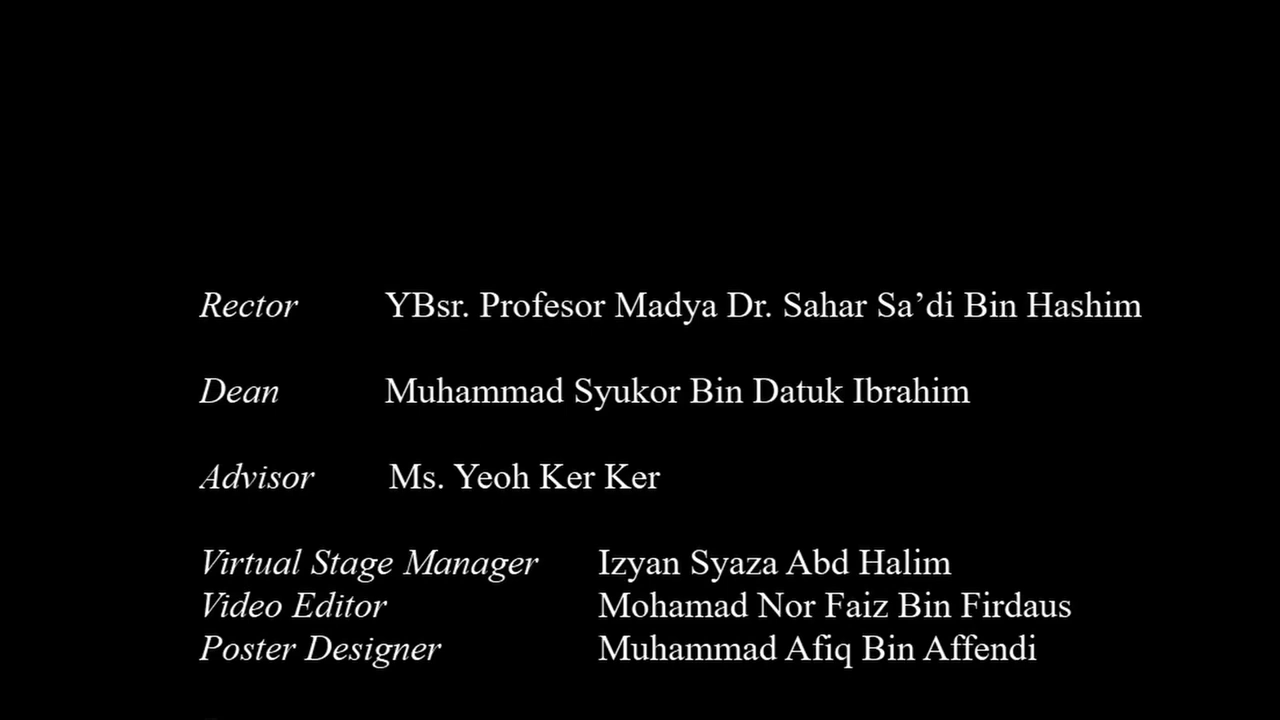 Rector YBsr. Profesor Madya Dr. Sahar Sa’di Bin Hashim
Dean Muhammad Syukor Bin Datuk Ibrahim
Advisor Ms. Yeoh Ker Ker
Virtual Stage Manager Izyan Syaza Abd Halim
Video Editor Mohamad Nor Faiz Bin Firdaus
Poster Designer Muhammad Afiq Bin Affendi